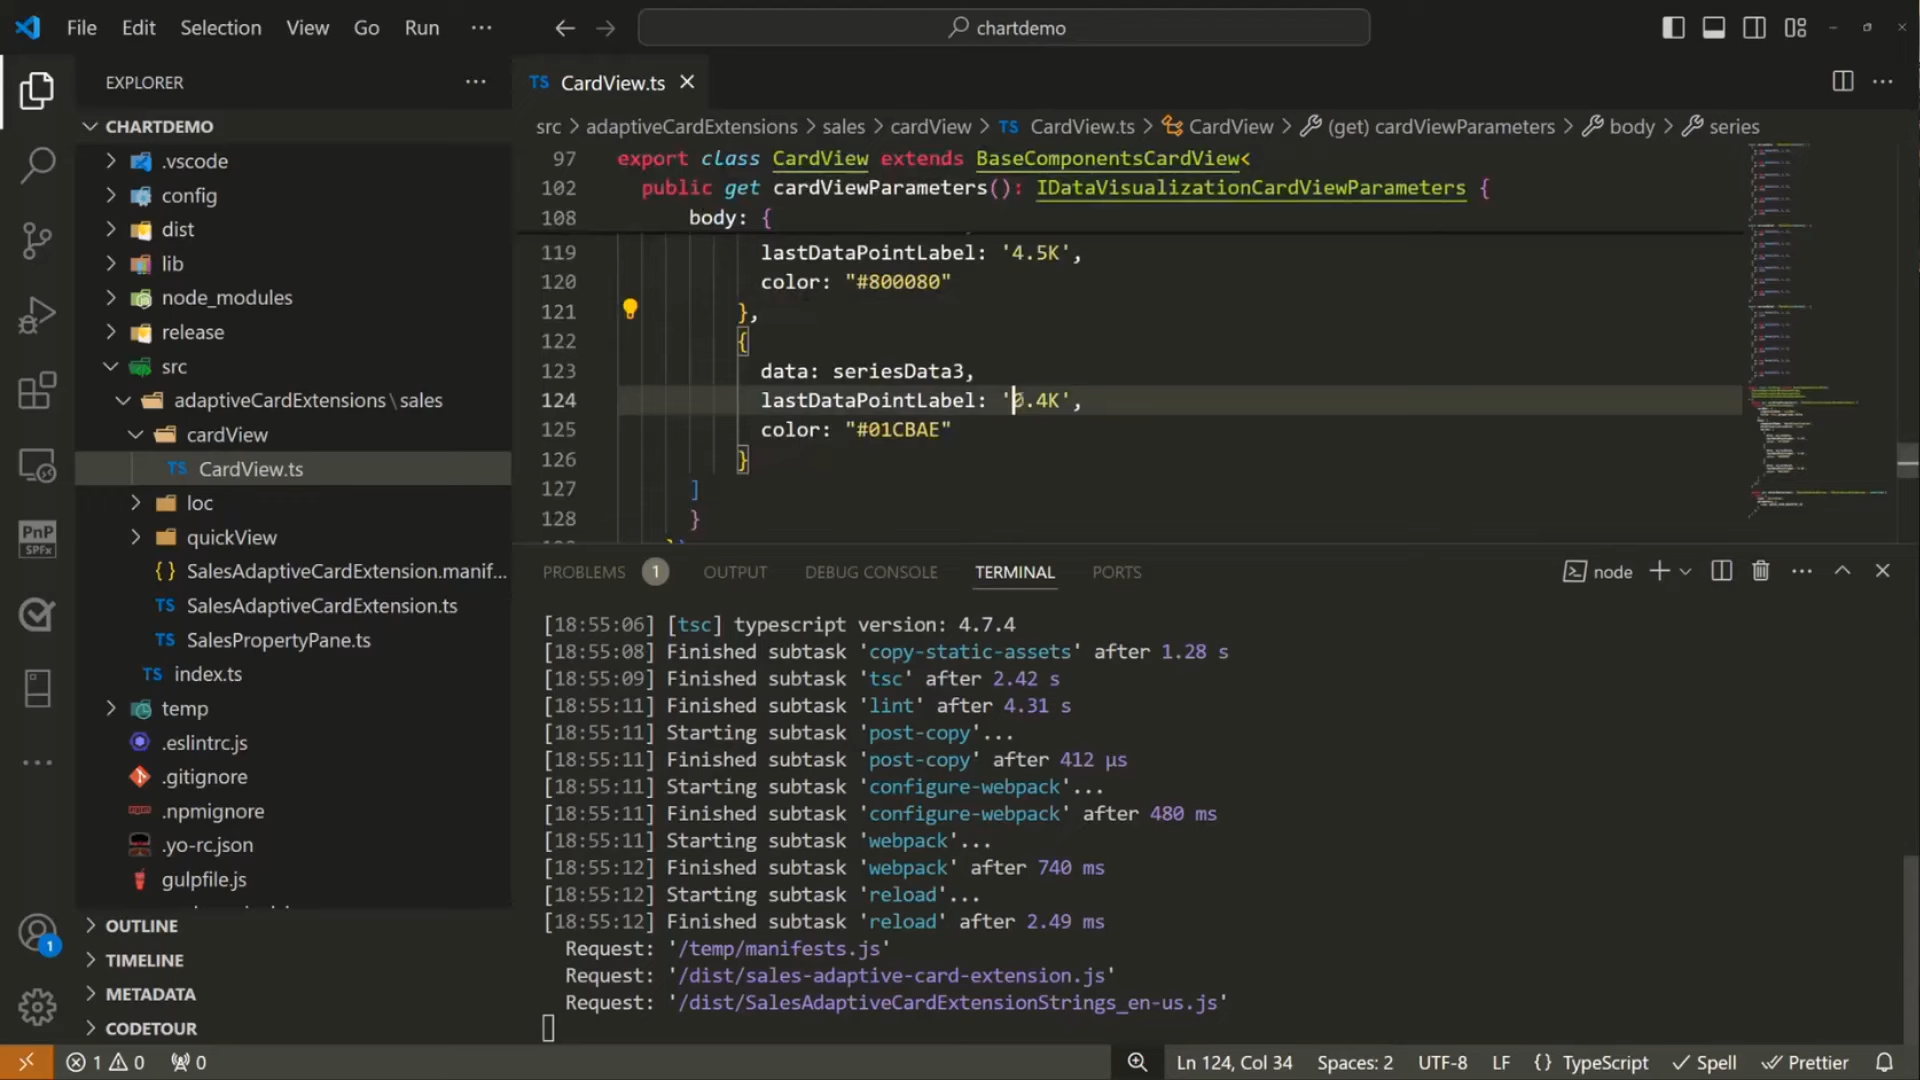 File Edit Selection View Go Run ...
chartdemo
EXPLORER
CHARTDEMO
.vscode
config
dist
lib
node_modules
release
src
adaptiveCardExtensions\sales
cardView
TS CardView.ts
loc
quickView
{} SalesAdaptiveCardExtension.manif...
TS SalesAdaptiveCardExtension.ts
TS SalesPropertyPane.ts
TS index.ts
temp
.eslintrc.js
.gitignore
.npmignore
.yo-rc.json
gulpfile.js
OUTLINE
TIMELINE
METADATA
CODETOUR
PnP
SPFx
1
TS CardView.ts
src > adaptiveCardExtensions > sales > cardView > TS CardView.ts > CardView > (get) cardViewParameters > body > series
97 export class CardView extends BaseComponentsCardView<
102 public get cardViewParameters(): IDataVisualizationCardViewParameters {
108 body: {
119 lastDataPointLabel: '4.5K',
120 color: "#800080"
121 },
122 {
123 data: seriesData3,
124 lastDataPointLabel: '0.4K',
125 color: "#01CBAE"
126 }
127 ]
128 }
PROBLEMS 1 OUTPUT DEBUG CONSOLE TERMINAL PORTS
node
[18:55:06] [tsc] typescript version: 4.7.4
[18:55:08] Finished subtask 'copy-static-assets' after 1.28 s
[18:55:09] Finished subtask 'tsc' after 2.42 s
[18:55:11] Finished subtask 'lint' after 4.31 s
[18:55:11] Starting subtask 'post-copy'...
[18:55:11] Finished subtask 'post-copy' after 412 μs
[18:55:11] Starting subtask 'configure-webpack'...
[18:55:11] Finished subtask 'configure-webpack' after 480 ms
[18:55:11] Starting subtask 'webpack'...
[18:55:12] Finished subtask 'webpack' after 740 ms
[18:55:12] Starting subtask 'reload'...
[18:55:12] Finished subtask 'reload' after 2.49 ms
Request: '/temp/manifests.js'
Request: '/dist/sales-adaptive-card-extension.js'
Request: '/dist/SalesAdaptiveCardExtensionStrings_en-us.js'
1 0 0 Ln 124, Col 34 Spaces: 2 UTF-8 LF {} TypeScript Spell Prettier